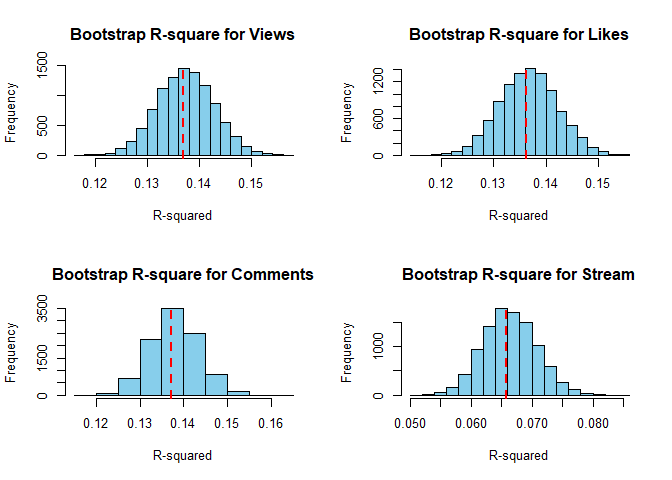 Bootstrap R-square for Views
Frequency
0 500 1500
0.12 0.13 0.14 0.15
R-squared
Bootstrap R-square for Likes
Frequency
0 600 1200
0.12 0.13 0.14 0.15
R-squared
Bootstrap R-square for Comments
Frequency
0 1500 3500
0.12 0.13 0.14 0.15 0.16
R-squared
Bootstrap R-square for Stream
Frequency
0 1000
0.050 0.060 0.070 0.080
R-squared